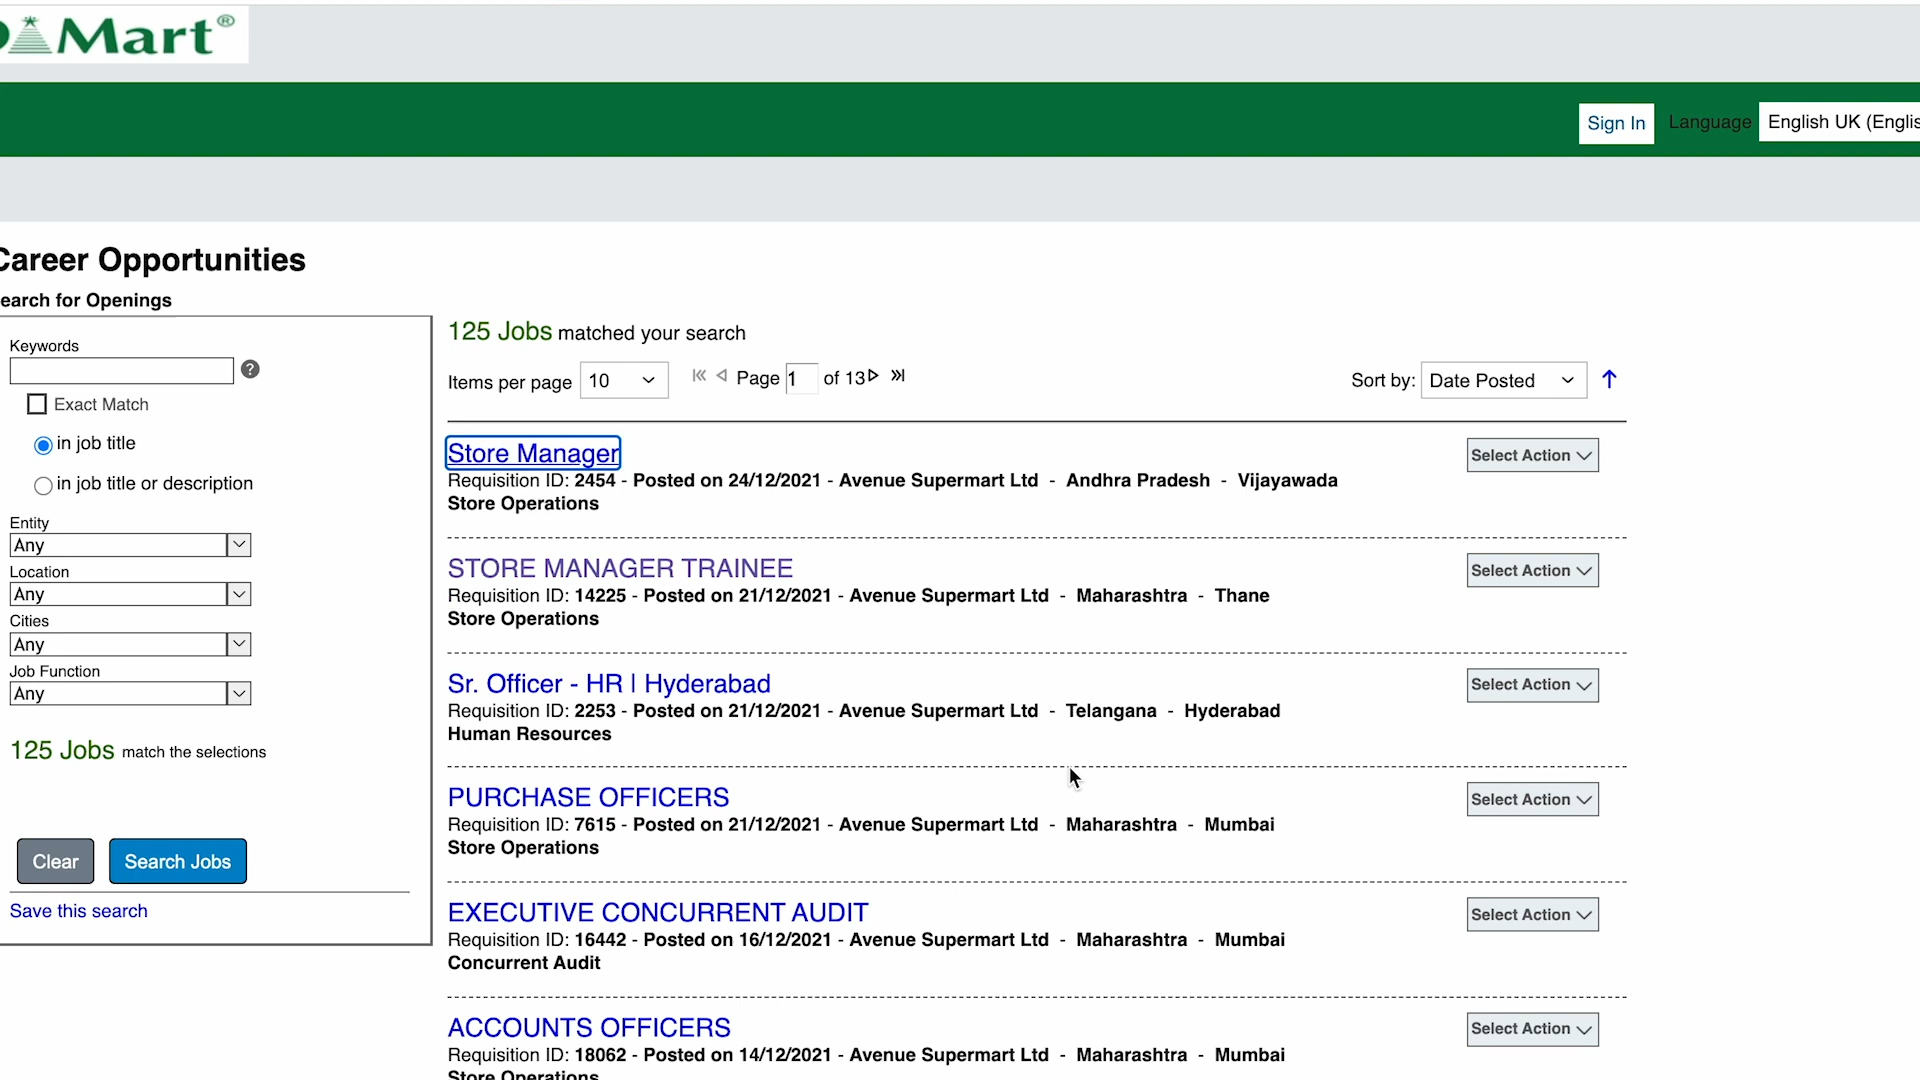 Mart®
Sign In Language English UK (Englis
Career Opportunities
earch for Openings
Keywords
Exact Match
in job title
in job title or description
Entity
Any
Location
Any
Cities
Any
Job Function
Any
125 Jobs match the selections
Clear Search Jobs
Save this search
125 Jobs matched your search
Items per page 10 Page 1 of 13 Sort by: Date Posted
Store Manager Select Action
Requisition ID: 2454 - Posted on 24/12/2021 - Avenue Supermart Ltd - Andhra Pradesh - Vijayawada
Store Operations
STORE MANAGER TRAINEE Select Action
Requisition ID: 14225 - Posted on 21/12/2021 - Avenue Supermart Ltd - Maharashtra - Thane
Store Operations
Sr. Officer - HR | Hyderabad Select Action
Requisition ID: 2253 - Posted on 21/12/2021 - Avenue Supermart Ltd - Telangana - Hyderabad
Human Resources
PURCHASE OFFICERS Select Action
Requisition ID: 7615 - Posted on 21/12/2021 - Avenue Supermart Ltd - Maharashtra - Mumbai
Store Operations
EXECUTIVE CONCURRENT AUDIT Select Action
Requisition ID: 16442 - Posted on 16/12/2021 - Avenue Supermart Ltd - Maharashtra - Mumbai
Concurrent Audit
ACCOUNTS OFFICERS Select Action
Requisition ID: 18062 - Posted on 14/12/2021 - Avenue Supermart Ltd - Maharashtra - Mumbai
Store Operations